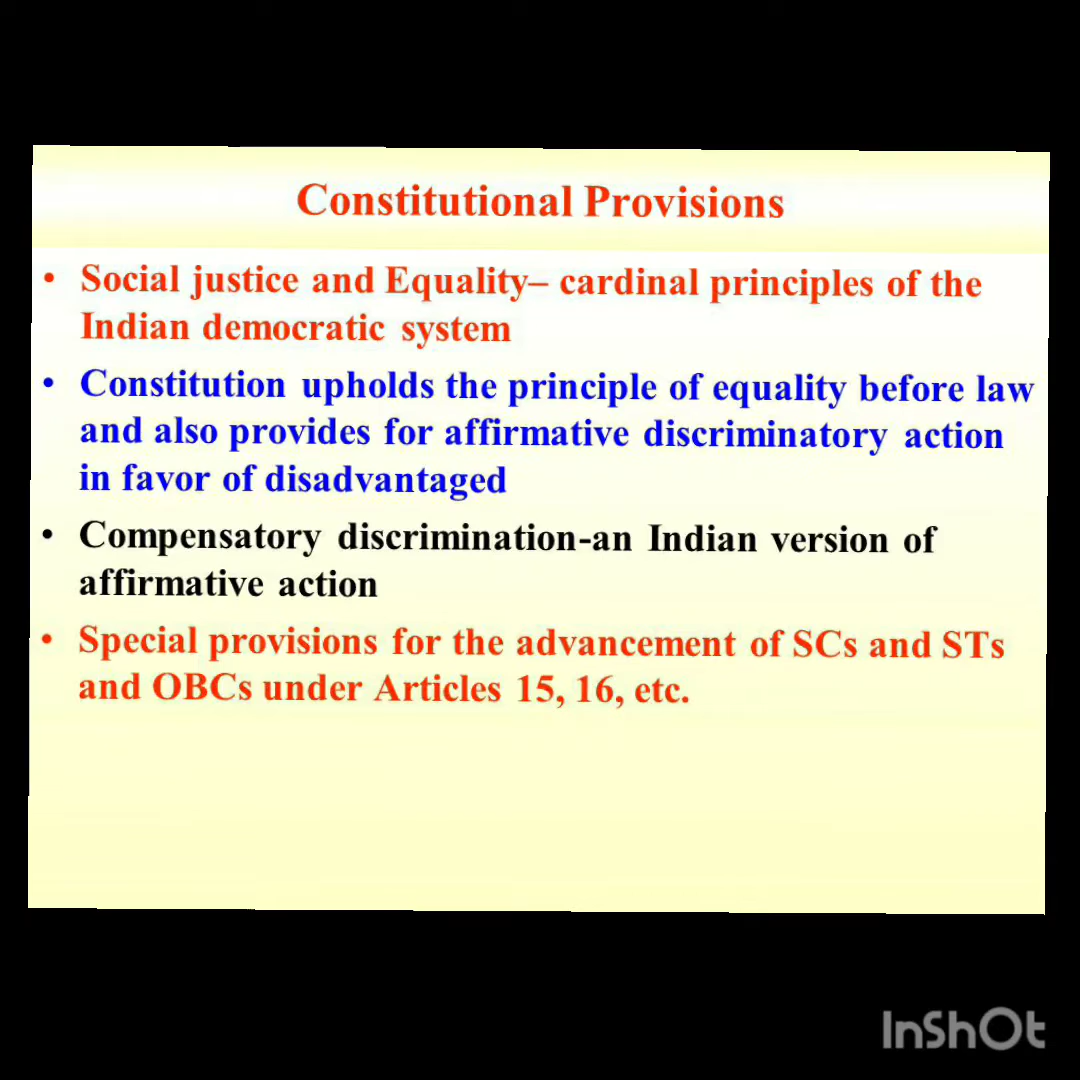 Constitutional Provisions
• Social justice and Equality– cardinal principles of the
Indian democratic system
• Constitution upholds the principle of equality before law
and also provides for affirmative discriminatory action
in favor of disadvantaged
• Compensatory discrimination-an Indian version of
affirmative action
• Special provisions for the advancement of SCs and STs
and OBCs under Articles 15, 16, etc.
InShOt